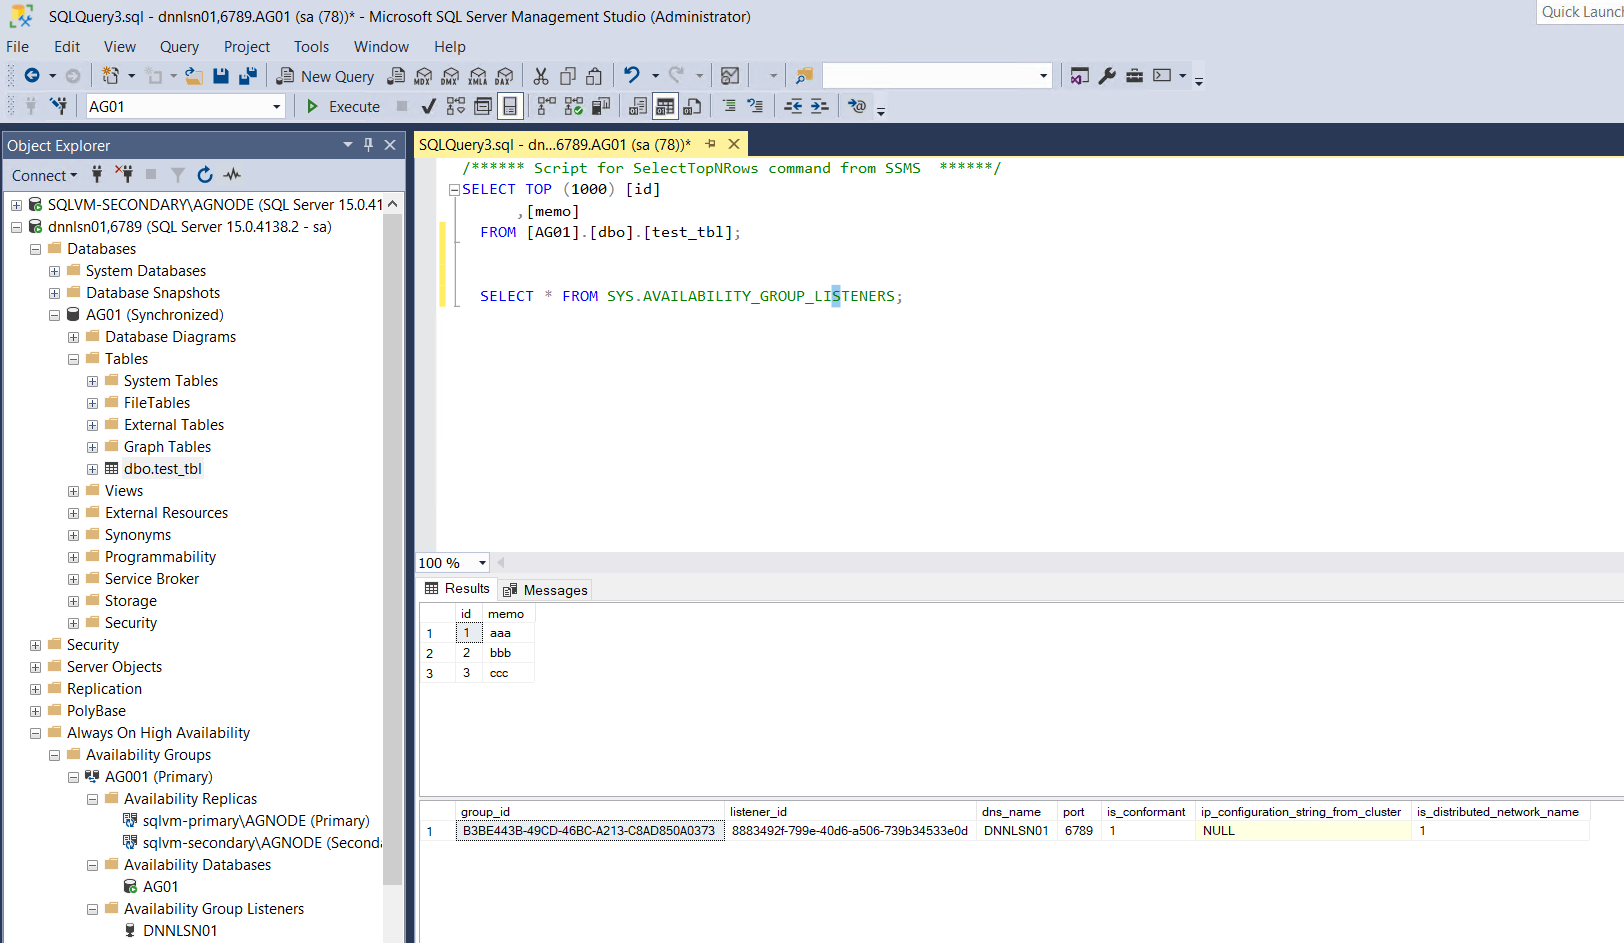 SQLQuery3.sql - dnnlsn01,6789.AG01 (sa (78))* - Microsoft SQL Server Management Studio (Administrator)
Quick Launch
File Edit View Query Project Tools Window Help
New Query MDX DMX XMLA DAX
AG01 Execute
Object Explorer
Connect
SQLVM-SECONDARY\AGNODE (SQL Server 15.0.41
dnnlsn01,6789 (SQL Server 15.0.4138.2 - sa)
Databases
System Databases
Database Snapshots
AG01 (Synchronized)
Database Diagrams
Tables
System Tables
FileTables
External Tables
Graph Tables
dbo.test_tbl
Views
External Resources
Synonyms
Programmability
Service Broker
Storage
Security
Security
Server Objects
Replication
PolyBase
Always On High Availability
Availability Groups
AG001 (Primary)
Availability Replicas
sqlvm-primary\AGNODE (Primary)
sqlvm-secondary\AGNODE (Second
Availability Databases
AG01
Availability Group Listeners
DNNLSN01
SQLQuery3.sql - dn...6789.AG01 (sa (78))*
/****** Script for SelectTopNRows command from SSMS ******/
SELECT TOP (1000) [id]
,[memo]
FROM [AG01].[dbo].[test_tbl];
SELECT * FROM SYS.AVAILABILITY_GROUP_LISTENERS;
100 %
Results Messages
id memo
1 1 aaa
2 2 bbb
3 3 ccc
group_id listener_id dns_name port is_conformant ip_configuration_string_from_cluster is_distributed_network_name
1 B3BE443B-49CD-46BC-A213-C8AD850A0373 8883492f-799e-40d6-a506-739b34533e0d DNNLSN01 6789 1 NULL 1